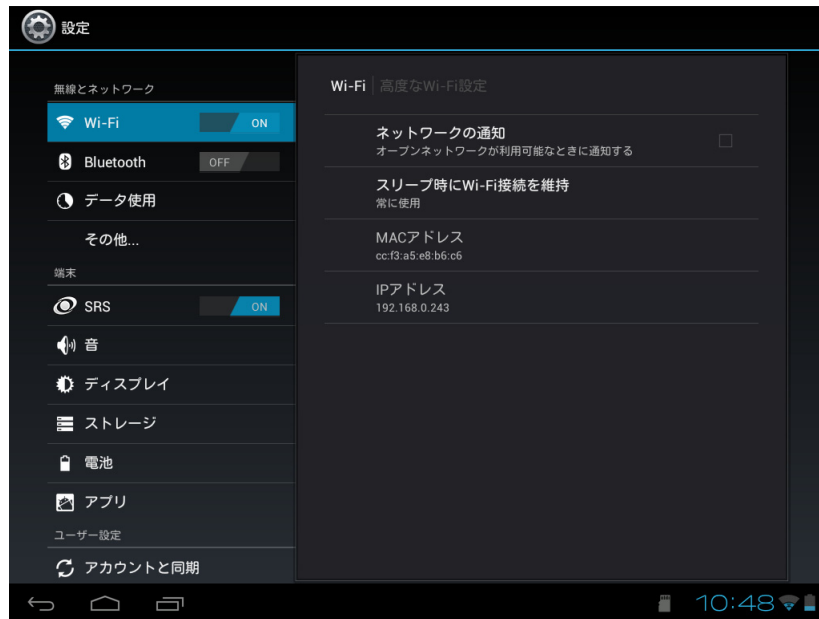 設定
無線とネットワーク
Wi-Fi ON
Bluetooth OFF
データ使用
その他...
端末
SRS ON
音
ディスプレイ
ストレージ
電池
アプリ
ユーザー設定
アカウントと同期
Wi-Fi 高度なWi-Fi設定
ネットワークの通知
オープンネットワークが利用可能なときに通知する
スリープ時にWi-Fi接続を維持
常に使用
MACアドレス
cc:f3:a5:e8:b6:c6
IPアドレス
192.168.0.243
10:48